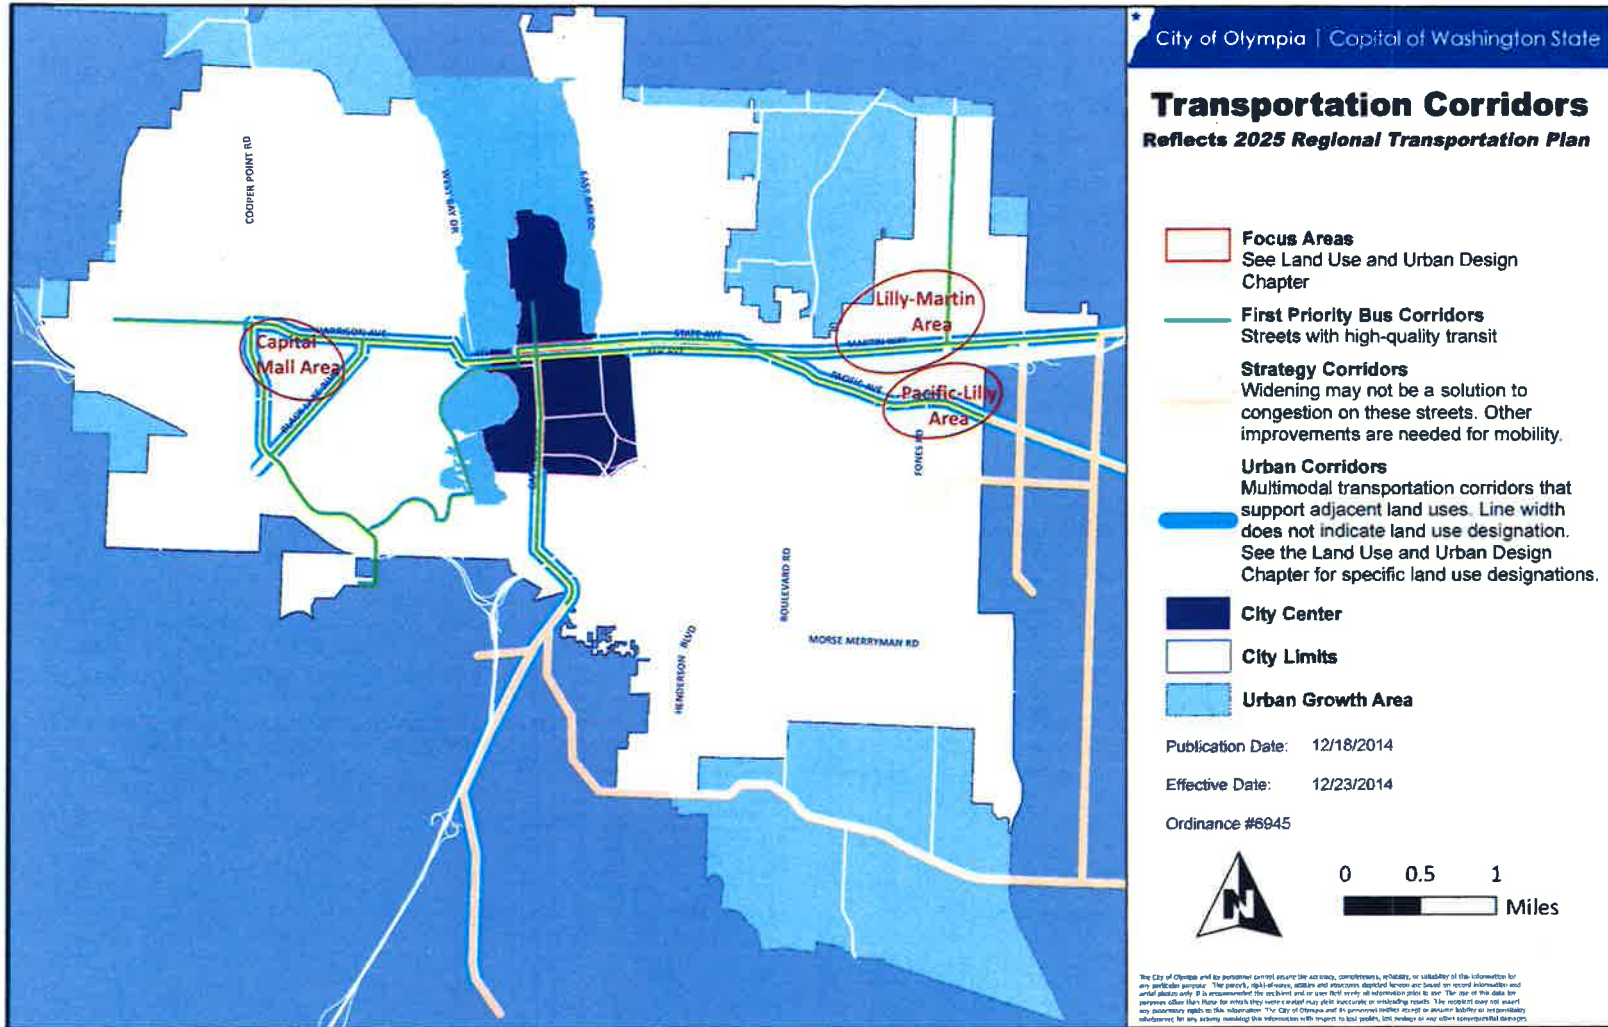 City of Olympia | Capitol of Washington State
Transportation Corridors
Reflects 2025 Regional Transportation Plan
Focus Areas
See Land Use and Urban Design
Chapter
First Priority Bus Corridors
Streets with high-quality transit
Strategy Corridors
Widening may not be a solution to
congestion on these streets. Other
improvements are needed for mobility.
Urban Corridors
Multimodal transportation corridors that
support adjacent land uses. Line width
does not indicate land use designation.
See the Land Use and Urban Design
Chapter for specific land use designations.
City Center
City Limits
Urban Growth Area
Publication Date: 12/18/2014
Effective Date: 12/23/2014
Ordinance #6945
N
0 0.5 1
Miles
COOPER POINT RD
WEST BAY DR
EAST BAY DR
HARRISON AVE
STATE AVE
4TH AVE
MARTIN WAY
PACIFIC AVE
Capital
Mall Area
Lilly-Martin
Area
Pacific-Lilly
Area
FONES RD
BOULEVARD RD
MORSE MERRYMAN RD
HENDERSON BLVD